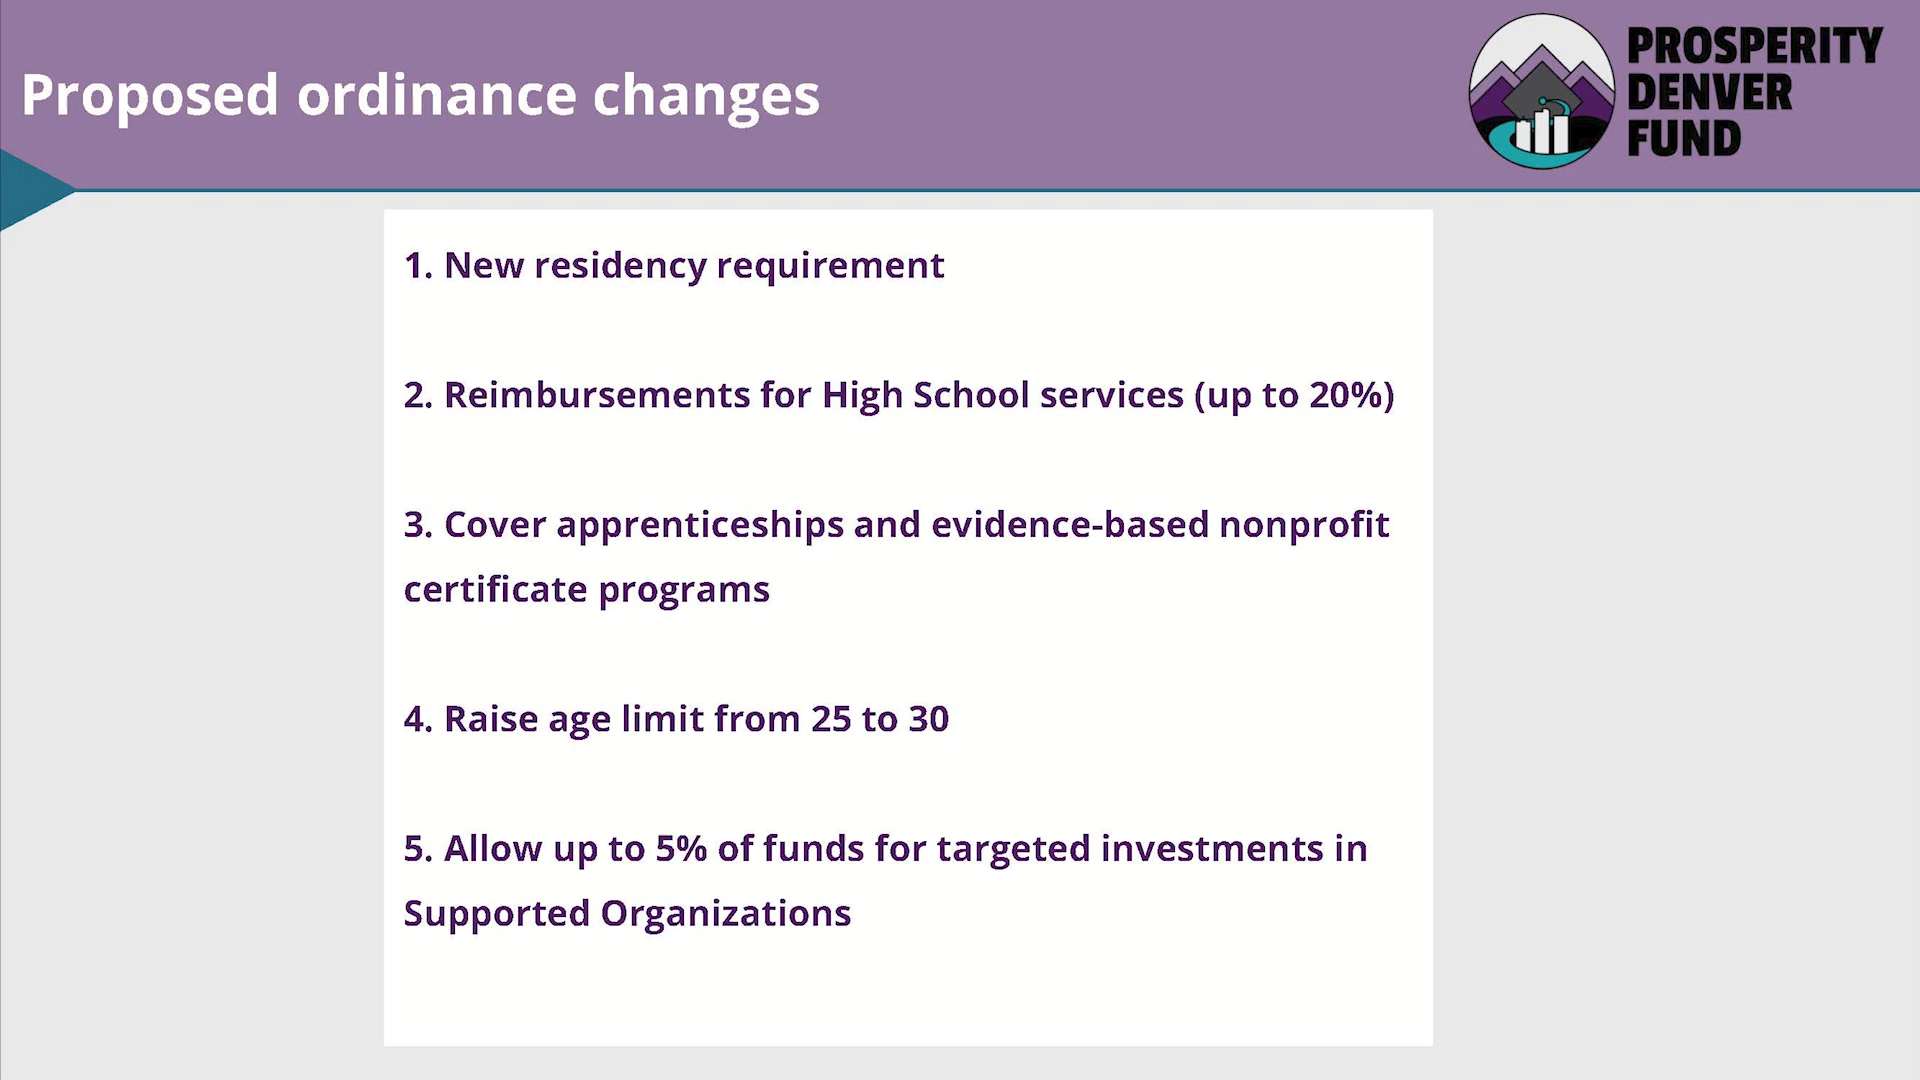 Proposed ordinance changes
PROSPERITY
DENVER
FUND
1. New residency requirement
2. Reimbursements for High School services (up to 20%)
3. Cover apprenticeships and evidence-based nonprofit
certificate programs
4. Raise age limit from 25 to 30
5. Allow up to 5% of funds for targeted investments in
Supported Organizations